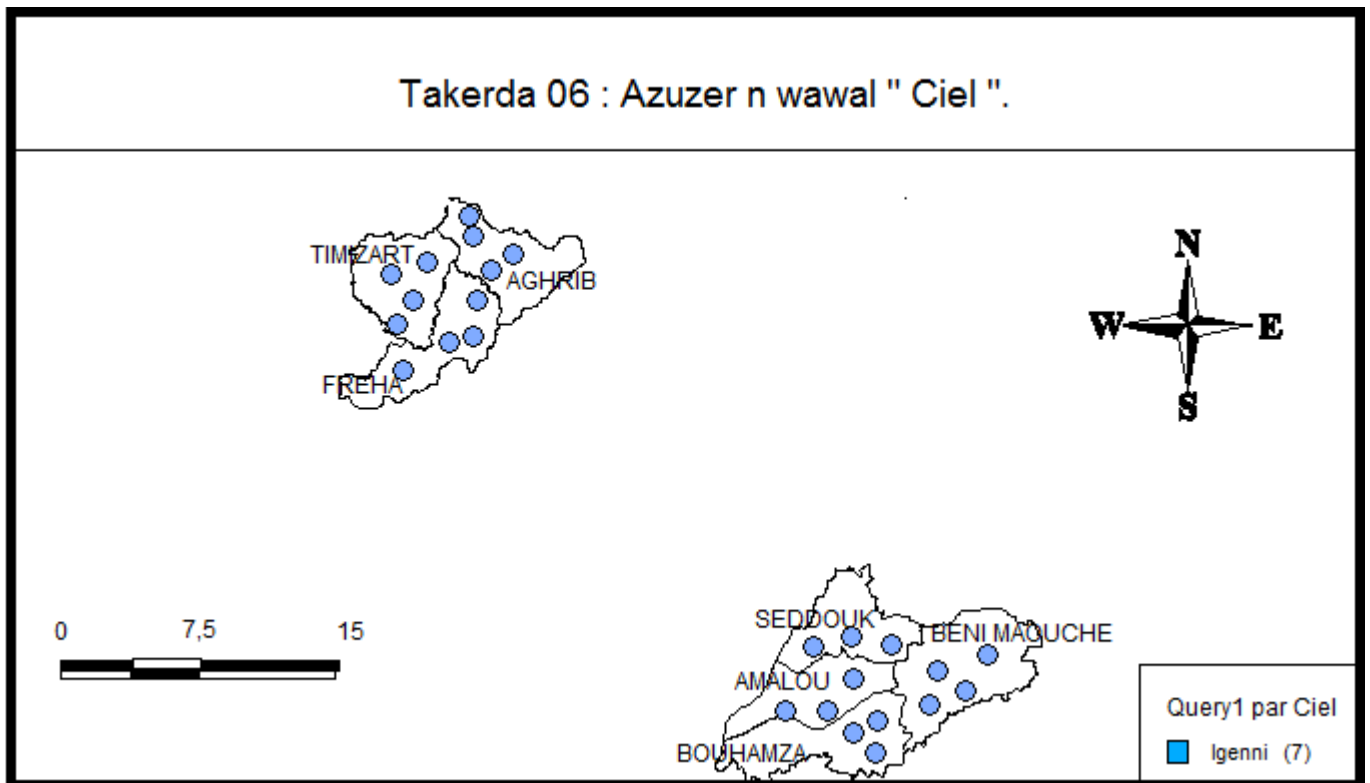 Takerda 06 : Azuzer n wawal " Ciel ".
TIMIZART
AGHRIB
FREHA
N
W E
S
0 7,5 15
SEDDOUK
BENI MAOUCHE
AMALOU
BOUHAMZA
Query1 par Ciel
Igenni (7)